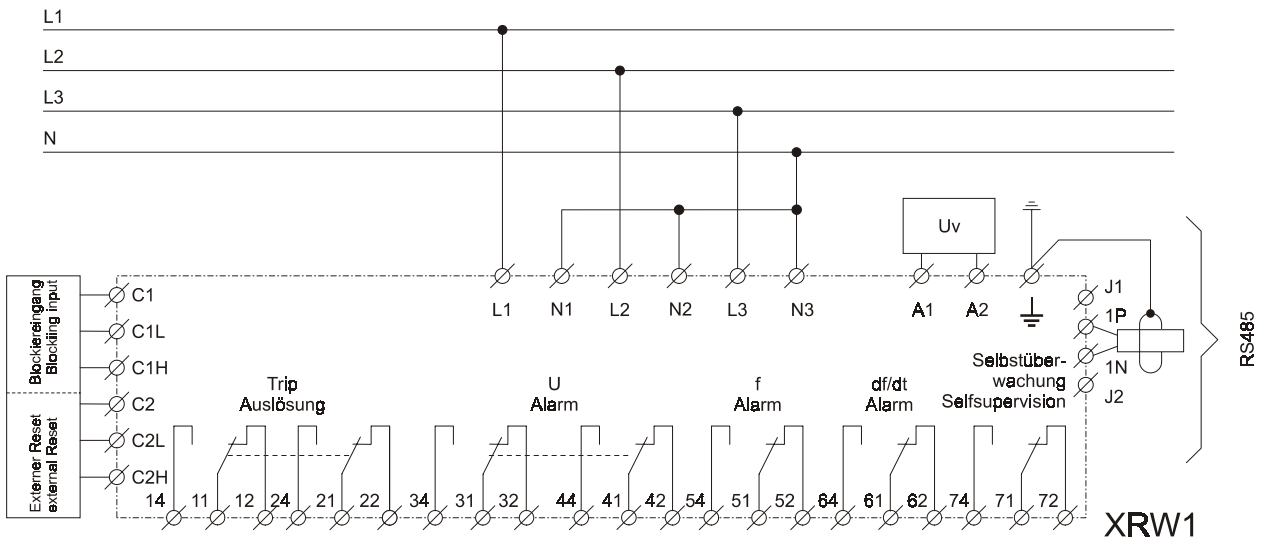 L1
L2
L3
N
Uv
L1 N1 L2 N2 L3 N3 A1 A2
J1
1P
1N
J2
RS485
Blockiereingang
Blockiing input
Externer Reset
external Reset
C1
C1L
C1H
C2
C2L
C2H
Trip
Auslösung
U
Alarm
f
Alarm
df/dt
Alarm
Selbstüber-
wachung
Selfsupervision
14 11 12 24 21 22 34 31 32 44 41 42 54 51 52 64 61 62 74 71 72
XRW1